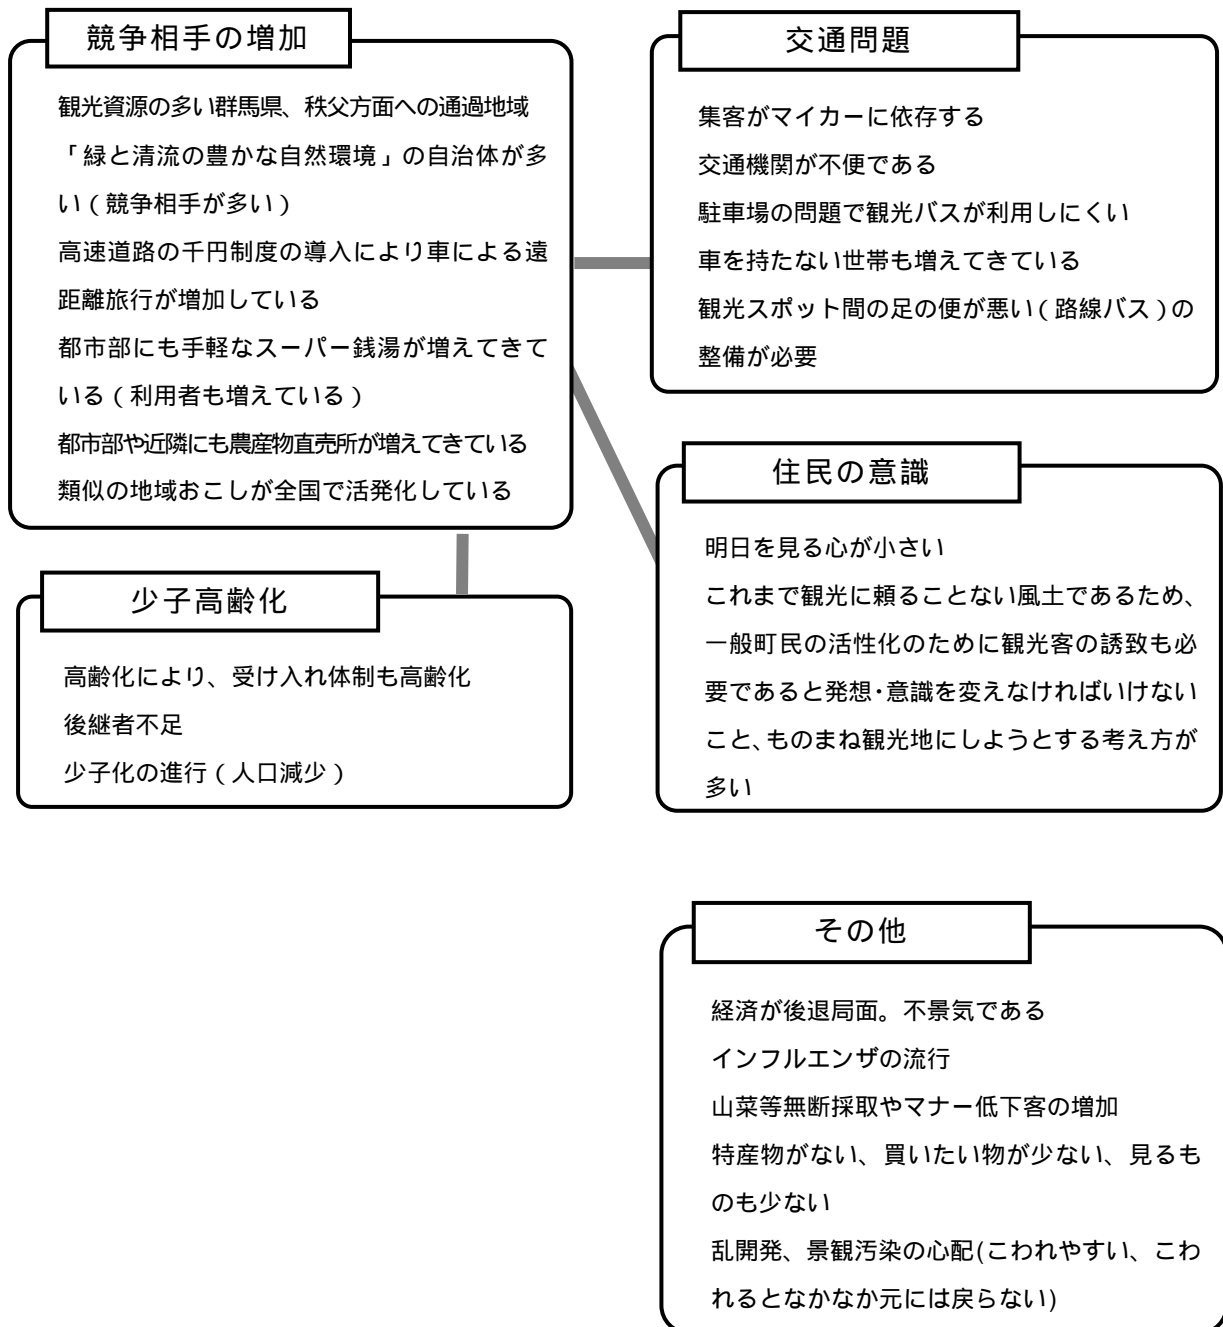 競争相手の増加
観光資源の多い群馬県、秩父方面への通過地域
「緑と清流の豊かな自然環境」の自治体が多
い(競争相手が多い)
高速道路の千円制度の導入により車による遠
距離旅行が増加している
都市部にも手軽なスーパー銭湯が増えてきて
いる(利用者も増えている)
都市部や近隣にも農産物直売所が増えてきている
類似の地域おこしが全国で活発化している
少子高齢化
高齢化により、受け入れ体制も高齢化
後継者不足
少子化の進行(人口減少)
交通問題
集客がマイカーに依存する
交通機関が不便である
駐車場の問題で観光バスが利用しにくい
車を持たない世帯も増えてきている
観光スポット間の足の便が悪い(路線バス)の
整備が必要
住民の意識
明日を見る心が小さい
これまで観光に頼ることない風土であるため、
一般町民の活性化のために観光客の誘致も必
要であると発想・意識を変えなければいけない
こと、ものまね観光地にしようとする考え方が
多い
その他
経済が後退局面。不景気である
インフルエンザの流行
山菜等無断採取やマナー低下客の増加
特産物がない、買いたい物が少ない、見るも
のも少ない
乱開発、景観汚染の心配(こわれやすい、こわ
れるとなかなか元には戻らない)